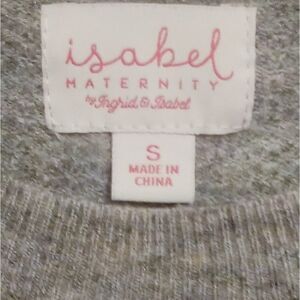 isabel
MATERNITY
by Ingrid & Isabel
S
MADE IN
CHINA